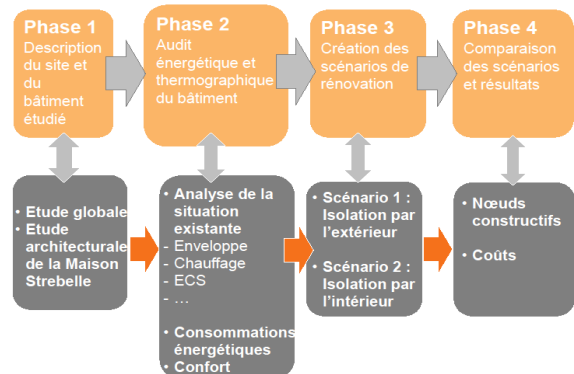 Phase 1
Description
du site et
du
bâtiment
étudié
Phase 2
Audit
énergétique et
thermographique
du bâtiment
Phase 3
Création des
scénarios de
rénovation
Phase 4
Comparaison
des scénarios
et résultats
• Etude globale
• Etude
architecturale
de la Maison
Strebelle
• Analyse de la
situation
existante
- Enveloppe
- Chauffage
- ECS
- ...
• Consommations
énergétiques
• Confort
• Scénario 1 :
Isolation par
l'extérieur
• Scénario 2 :
Isolation par
l'intérieur
• Nœuds
constructifs
• Coûts